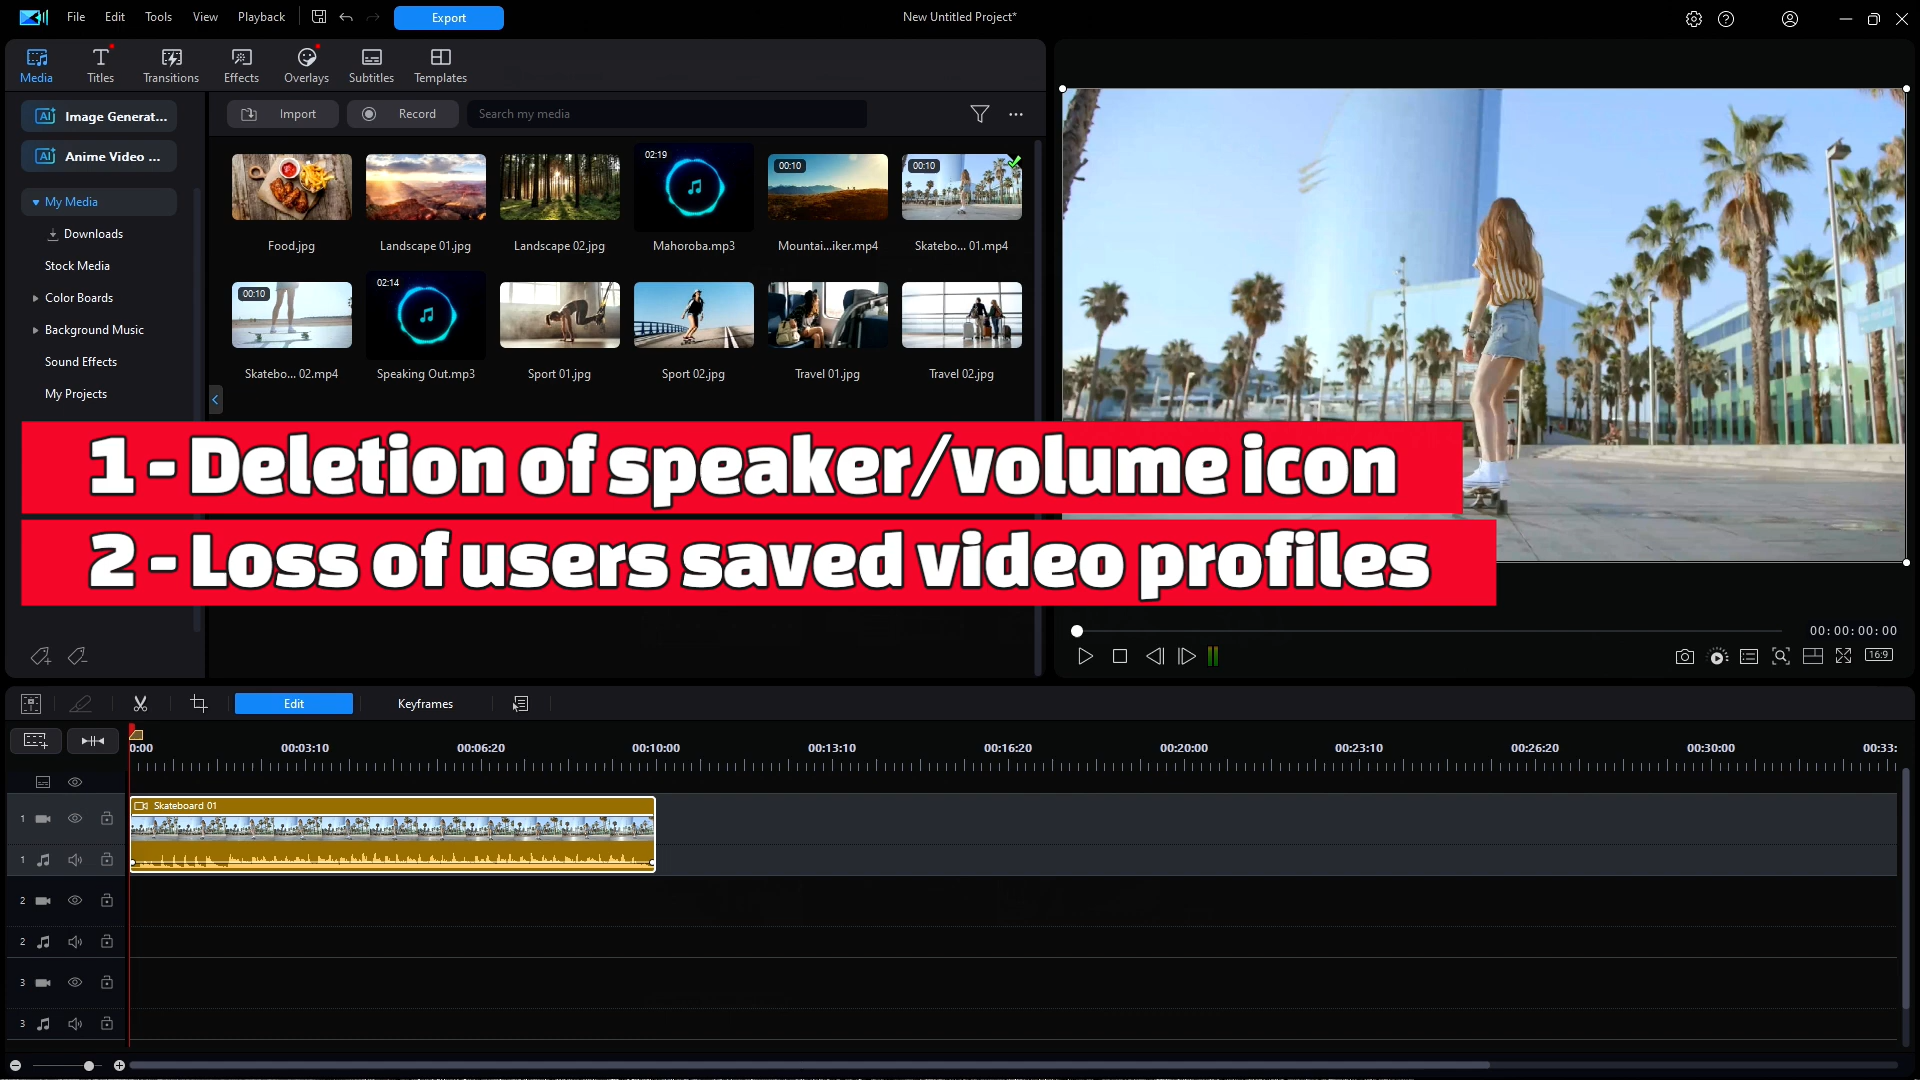 File Edit Tools View Playback Export New Untitled Project*
Media Titles Transitions Effects Overlays Subtitles Templates
AI Image Generat... Import Record Search my media
AI Anime Video ...
My Media
Downloads
Stock Media
Color Boards
Background Music
Sound Effects
My Projects
02:19 00:10 00:10
Food.jpg Landscape 01.jpg Landscape 02.jpg Mahoroba.mp3 Mountai...iker.mp4 Skatebo... 01.mp4
00:10 02:14
Skatebo... 02.mp4 Speaking Out.mp3 Sport 01.jpg Sport 02.jpg Travel 01.jpg Travel 02.jpg
1 - Deletion of speaker/volume icon
2 - Loss of users saved video profiles
00:00:00:00
16:9
Edit Keyframes
0:00 00:03:10 00:06:20 00:10:00 00:13:10 00:16:20 00:20:00 00:23:10 00:26:20 00:30:00 00:33:
Skateboard 01
1
1
2
2
3
3